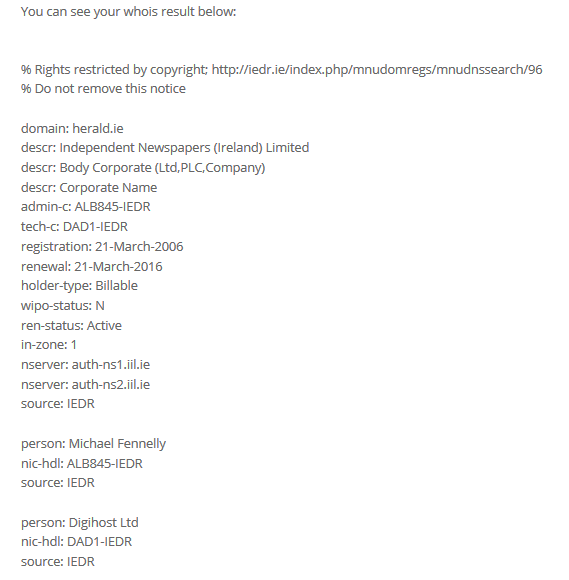 You can see your whois result below:
% Rights restricted by copyright; http://iedr.ie/index.php/mnudomregs/mnudnssearch/96
% Do not remove this notice
domain: herald.ie
descr: Independent Newspapers (Ireland) Limited
descr: Body Corporate (Ltd,PLC,Company)
descr: Corporate Name
admin-c: ALB845-IEDR
tech-c: DAD1-IEDR
registration: 21-March-2006
renewal: 21-March-2016
holder-type: Billable
wipo-status: N
ren-status: Active
in-zone: 1
nserver: auth-ns1.iil.ie
nserver: auth-ns2.iil.ie
source: IEDR
person: Michael Fennelly
nic-hdl: ALB845-IEDR
source: IEDR
person: Digihost Ltd
nic-hdl: DAD1-IEDR
source: IEDR